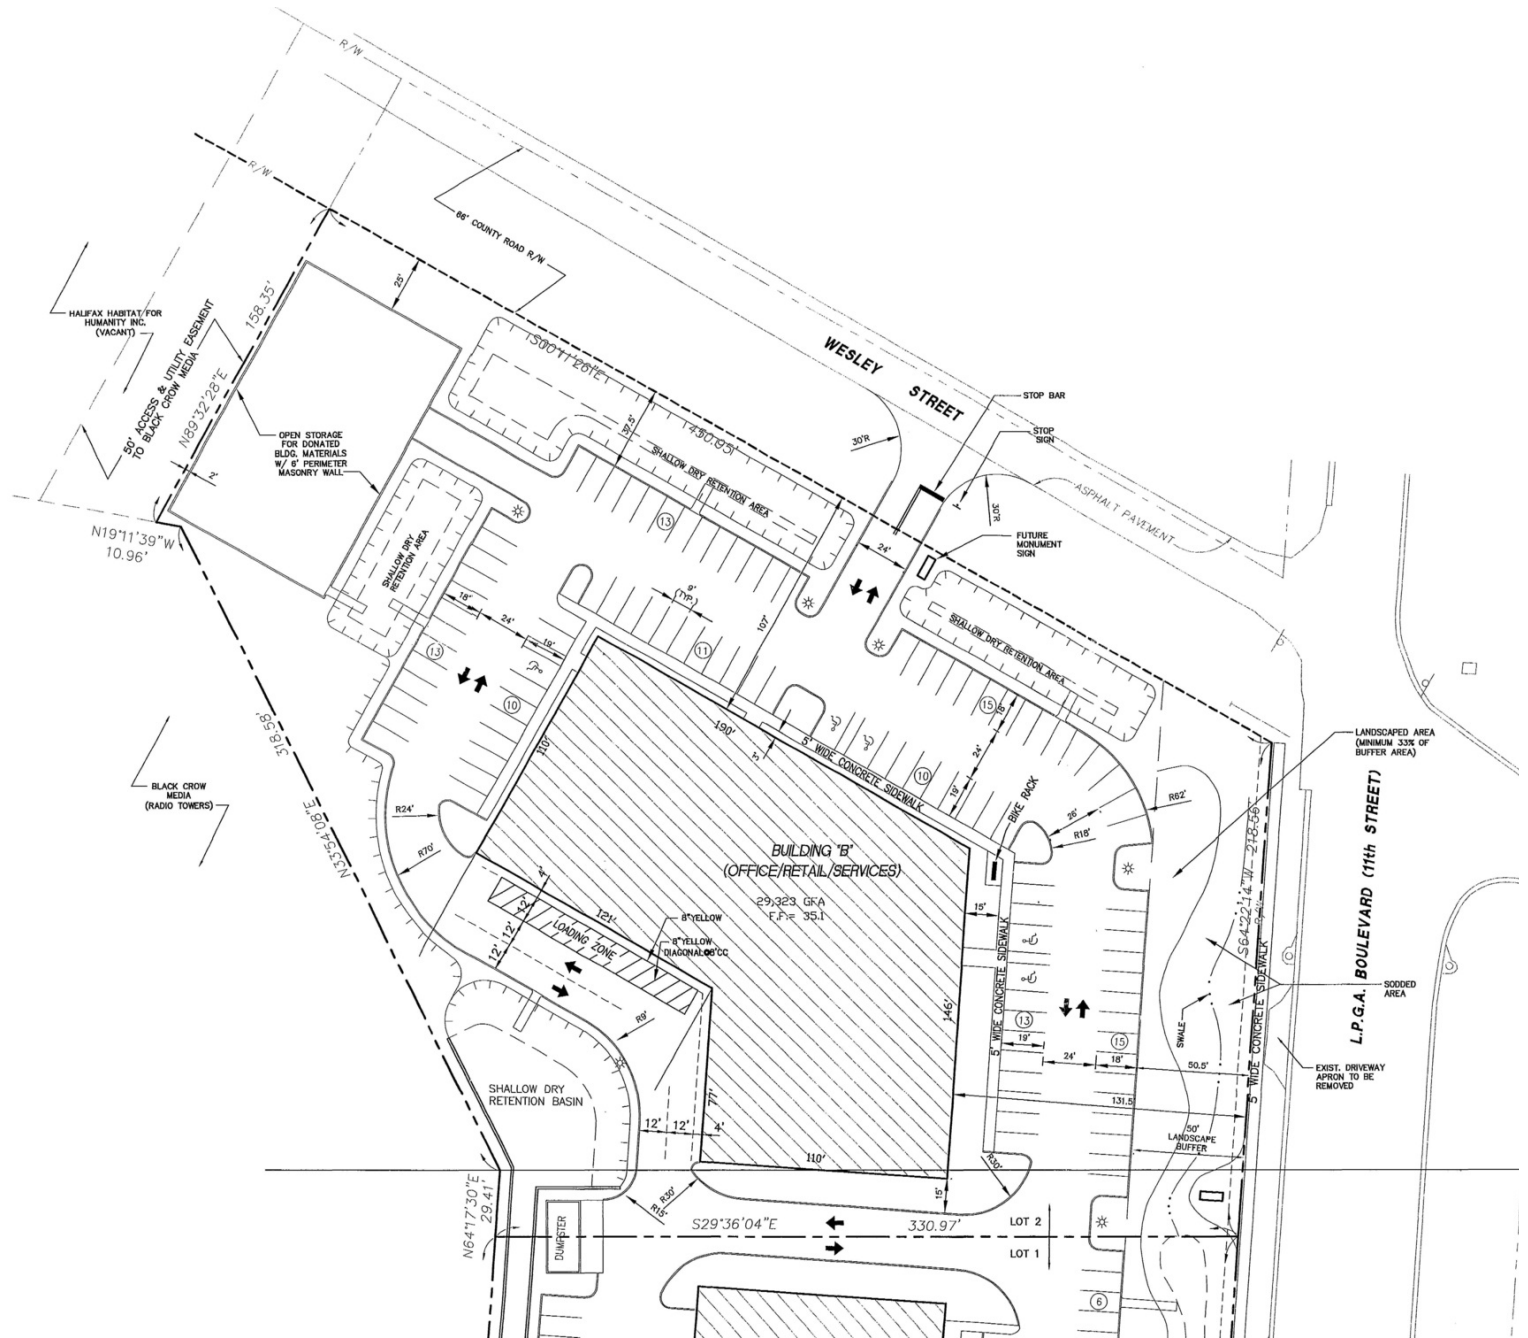 R/W
R/W
66' COUNTY ROAD R/W
25'
158.35'
HALIFAX HABITAT FOR
HUMANITY INC.
(VACANT)
50' ACCESS & UTILITY EASEMENT
TO BLACK CROW MEDIA
N89°32'28"E
2'
OPEN STORAGE
FOR DONATED
BLDG. MATERIALS
W/ 6' PERIMETER
MASONRY WALL
S00°11'26"E
450.95'
37.5'
SHALLOW DRY RETENTION AREA
WESLEY STREET
30'R
STOP BAR
STOP
SIGN
30'R
ASPHALT PAVEMENT
FUTURE
MONUMENT
SIGN
24'
N19°11'39"W
10.96'
SHALLOW DRY
RETENTION AREA
13
9'
(TYP.)
107'
SHALLOW DRY RETENTION AREA
18'
24'
19'
13
10
11
15
18'
24'
19'
10
318.58'
N33°54'08"E
BLACK CROW
MEDIA
(RADIO TOWERS)
110'
190'
5' WIDE CONCRETE SIDEWALK
BIKE RACK
26'
R18'
R62'
R24'
R70'
LANDSCAPED AREA
(MINIMUM 33% OF
BUFFER AREA)
L.P.G.A. BOULEVARD (11th STREET)
S64°22'14"W 218.56'
BUILDING "B"
(OFFICE/RETAIL/SERVICES)
29,323 GFA
F.F.= 35.1
4'
12'
12'
12'
121'
LOADING ZONE
8" YELLOW
8" YELLOW
DIAGONAL@8'CC
15'
5' WIDE CONCRETE SIDEWALK
146'
13
19'
24'
15
18'
50.5'
131.5'
SWALE
5' WIDE CONCRETE SIDEWALK
SODDED
AREA
EXIST. DRIVEWAY
APRON TO BE
REMOVED
50'
LANDSCAPE
BUFFER
R9'
SHALLOW DRY
RETENTION BASIN
77'
12'
12'
4'
110'
R30'
R15'
R30'
15'
N64°17'30"E
29.41'
DUMPSTER
S29°36'04"E
330.97'
LOT 2
LOT 1
6